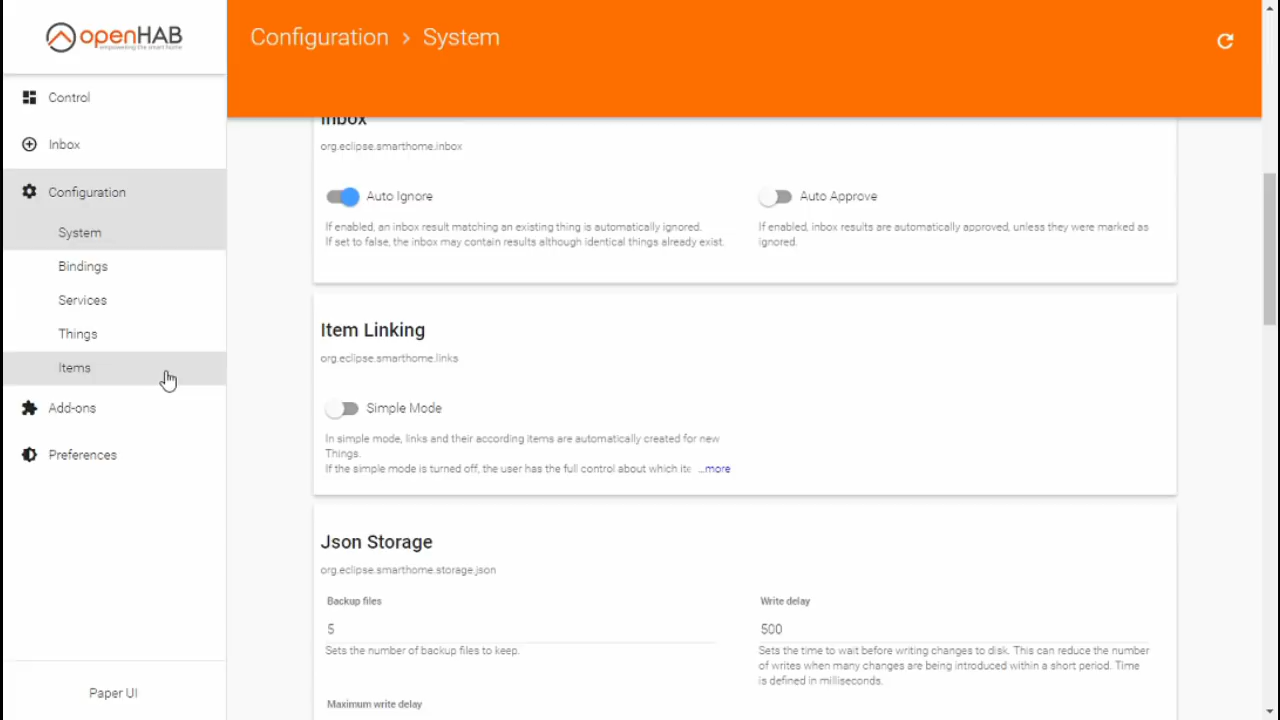 openHAB
empowering the smart home
Configuration > System
Control
Inbox
Configuration
System
Bindings
Services
Things
Items
Add-ons
Preferences
Paper UI
Inbox
org.eclipse.smarthome.inbox
Auto Ignore
If enabled, an inbox result matching an existing thing is automatically ignored.
If set to false, the inbox may contain results although identical things already exist.
Auto Approve
If enabled, inbox results are automatically approved, unless they were marked as
ignored.
Item Linking
org.eclipse.smarthome.links
Simple Mode
In simple mode, links and their according items are automatically created for new
Things.
If the simple mode is turned off, the user has the full control about which ite ...more
Json Storage
org.eclipse.smarthome.storage.json
Backup files
5
Sets the number of backup files to keep.
Write delay
500
Sets the time to wait before writing changes to disk. This can reduce the number
of writes when many changes are being introduced within a short period. Time
is defined in milliseconds.
Maximum write delay